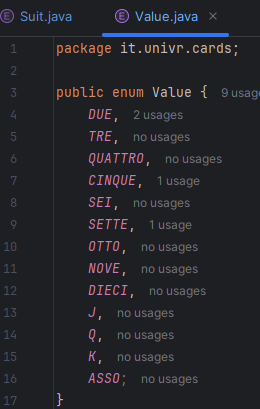 Suit.java Value.java ×
1 package it.univr.cards;
2
3 public enum Value { 9 usages
4 DUE, 2 usages
5 TRE, no usages
6 QUATTRO, no usages
7 CINQUE, 1 usage
8 SEI, no usages
9 SETTE, 1 usage
10 OTTO, no usages
11 NOVE, no usages
12 DIECI, no usages
13 J, no usages
14 Q, no usages
15 K, no usages
16 ASSO; no usages
17 }